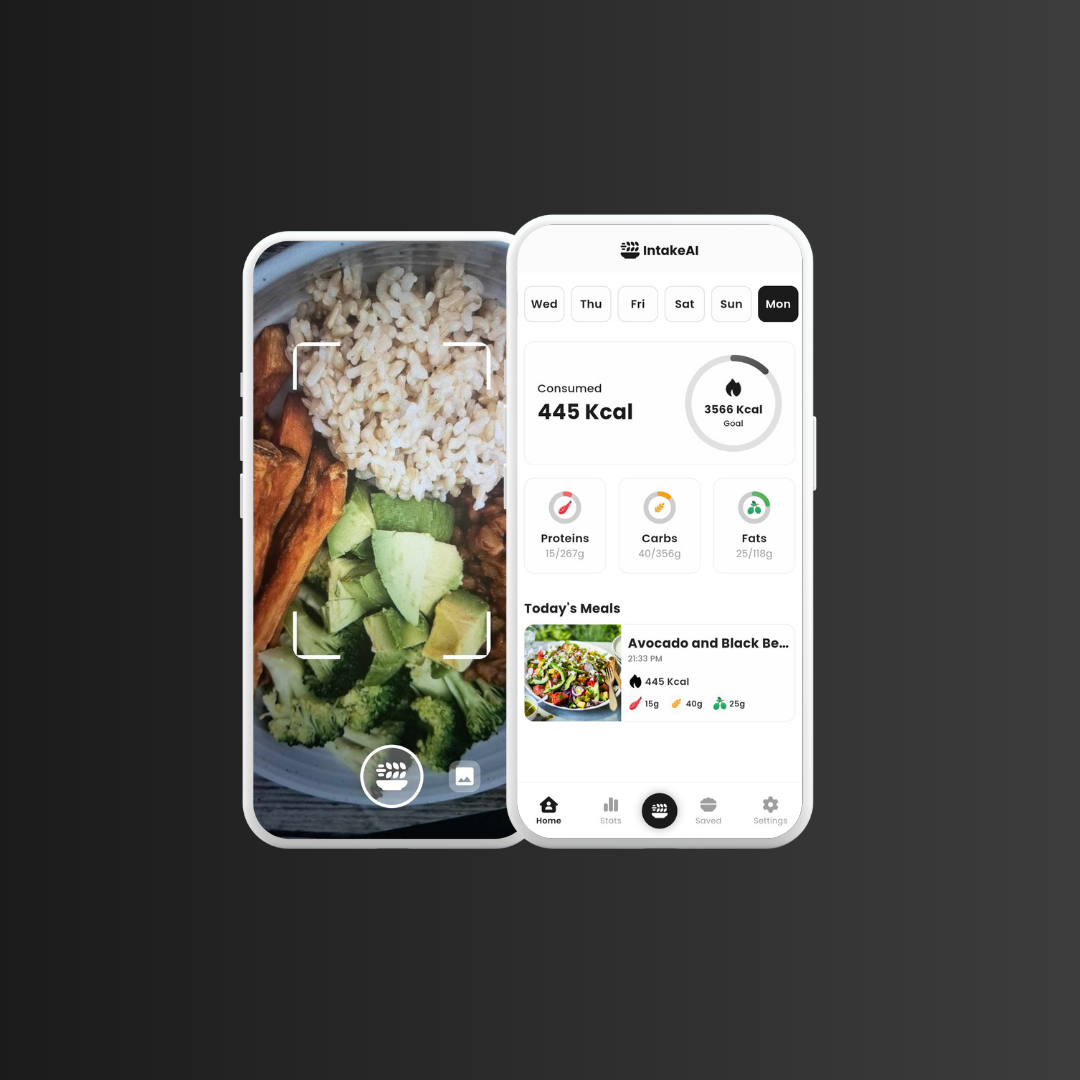 IntakeAI
Wed Thu Fri Sat Sun Mon
Consumed
445 Kcal
3566 Kcal
Goal
Proteins Carbs Fats
15/267g 40/356g 25/118g
Today's Meals
Avocado and Black Be...
21:33 PM
445 Kcal
15g 40g 25g
Home Stats Saved Settings